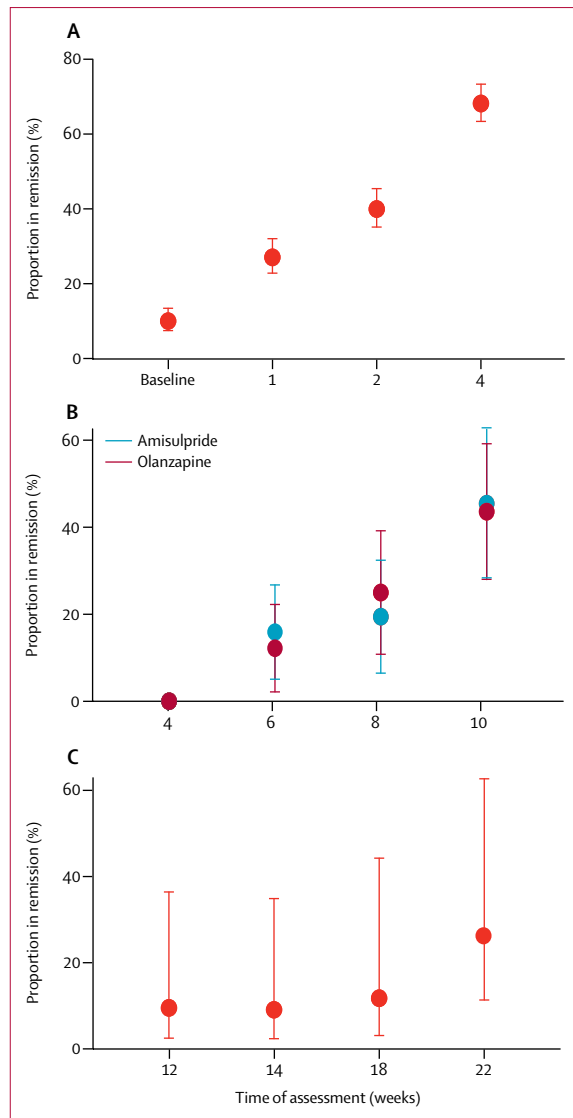 A
Proportion in remission (%)
80
60
40
20
0
Baseline 1 2 4
B
Amisulpride
Olanzapine
Proportion in remission (%)
60
40
20
0
4 6 8 10
C
Proportion in remission (%)
60
40
20
0
12 14 18 22
Time of assessment (weeks)